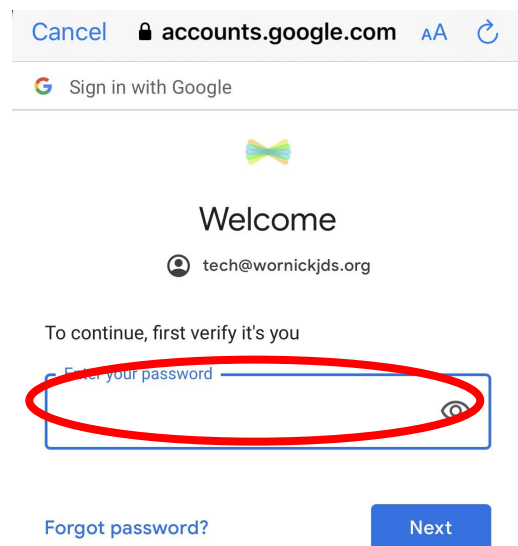 Cancel accounts.google.com AA
G Sign in with Google
Welcome
tech@wornickjds.org
To continue, first verify it's you
Enter your password
Forgot password? Next